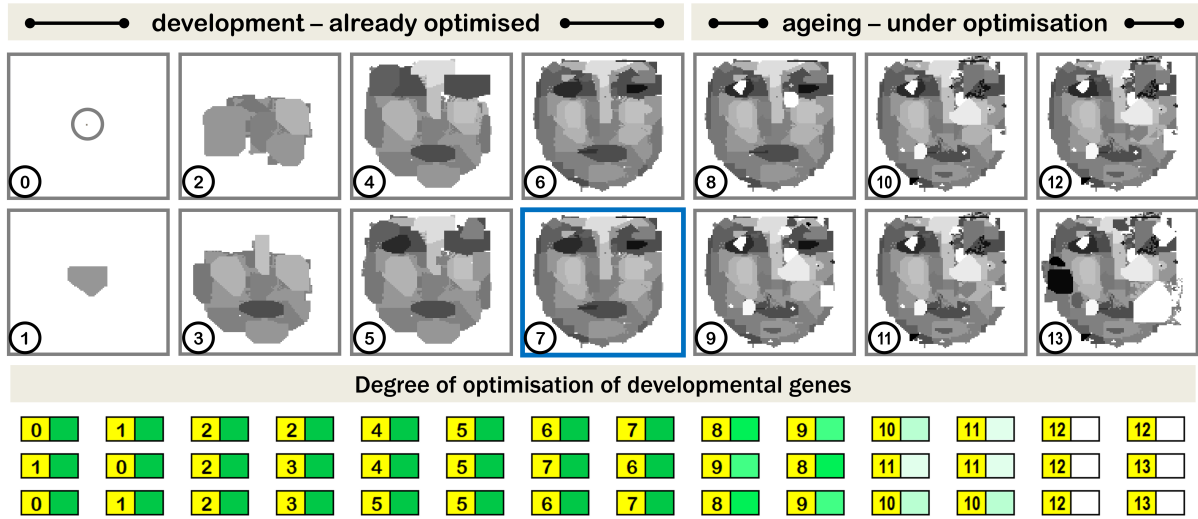 development – already optimised
ageing – under optimisation
0 2 4 6 8 10 12
1 3 5 7 9 11 13
Degree of optimisation of developmental genes
0 1 2 2 4 5 6 7 8 9 10 11 12 12
1 0 2 3 4 5 7 6 9 8 11 11 12 13
0 1 2 3 5 5 6 7 8 9 10 10 12 13